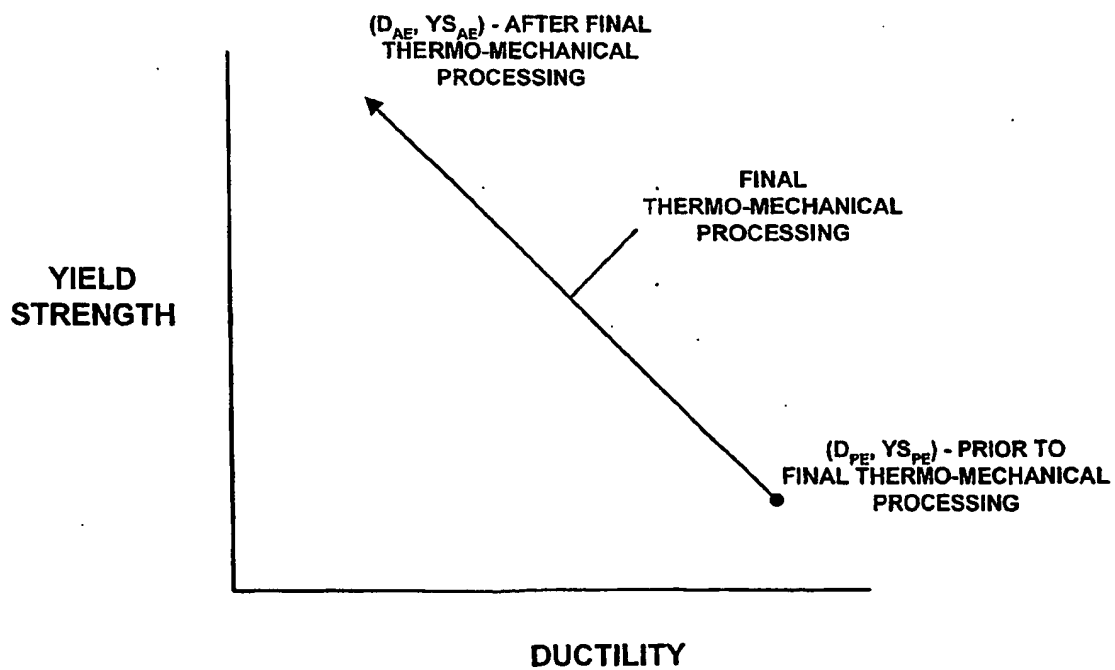 (D_AE, YS_AE) - AFTER FINAL
THERMO-MECHANICAL
PROCESSING
FINAL
THERMO-MECHANICAL
PROCESSING
YIELD
STRENGTH
(D_PE, YS_PE) - PRIOR TO
FINAL THERMO-MECHANICAL
PROCESSING
DUCTILITY